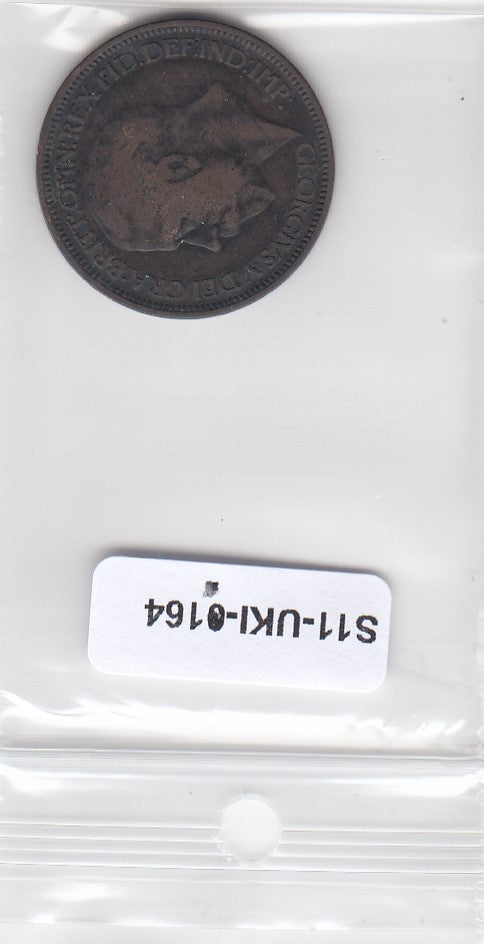 GEORGIVS V DEI GRA: BRITT: OMN: REX FID: DEF: IND: IMP:
S11-UKI-0164